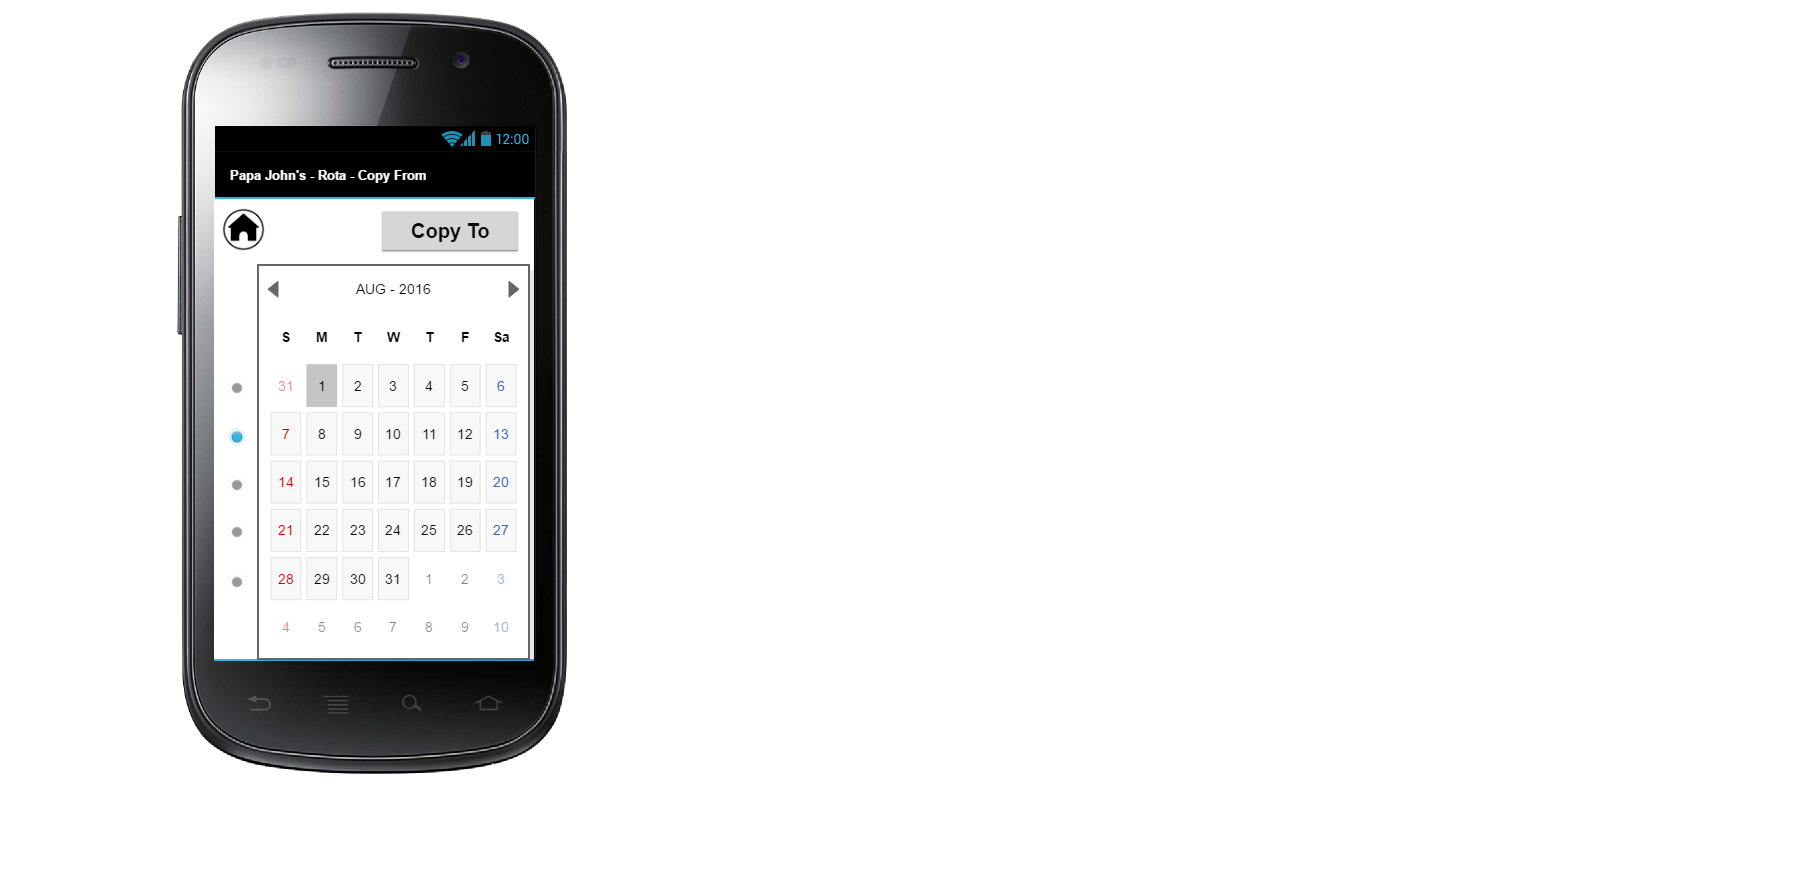 12:00
Papa John's - Rota - Copy From
Copy To
AUG - 2016
S M T W T F Sa
31 1 2 3 4 5 6
7 8 9 10 11 12 13
14 15 16 17 18 19 20
21 22 23 24 25 26 27
28 29 30 31 1 2 3
4 5 6 7 8 9 10